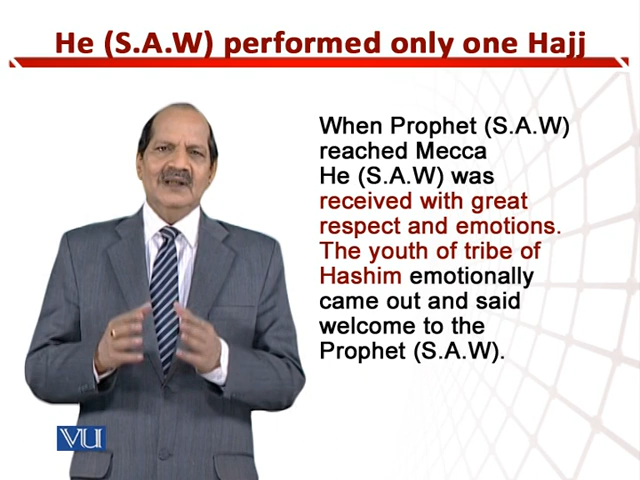 He (S.A.W) performed only one Hajj
When Prophet (S.A.W)
reached Mecca
He (S.A.W) was
received with great
respect and emotions.
The youth of tribe of
Hashim emotionally
came out and said
welcome to the
Prophet (S.A.W).
VU